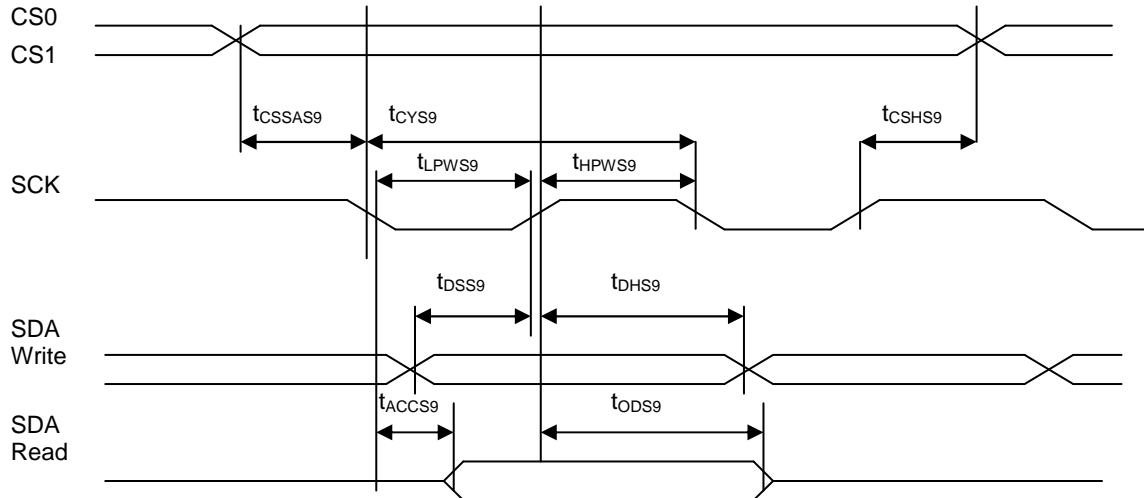 CS0
CS1
tCSSAS9 tCYS9 tCSHS9
tLPWS9 tHPWS9
SCK
tDSS9 tDHS9
SDA
Write
tACCS9 tODS9
SDA
Read